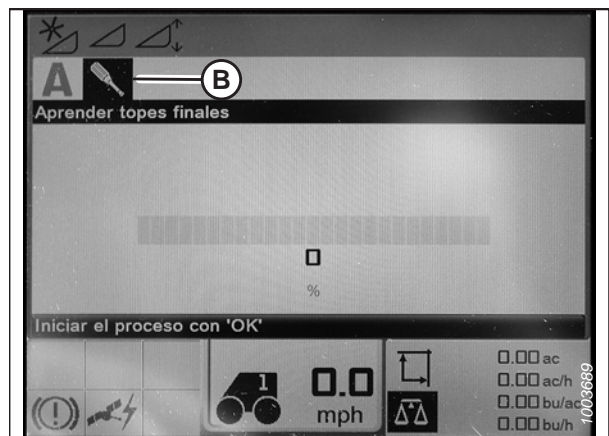 A
B
Aprender topes finales
0
%
Iniciar el proceso con 'OK'
1
0.0
mph
0.00 ac
0.00 ac/h
0.00 bu/ac
0.00 bu/h
1003689